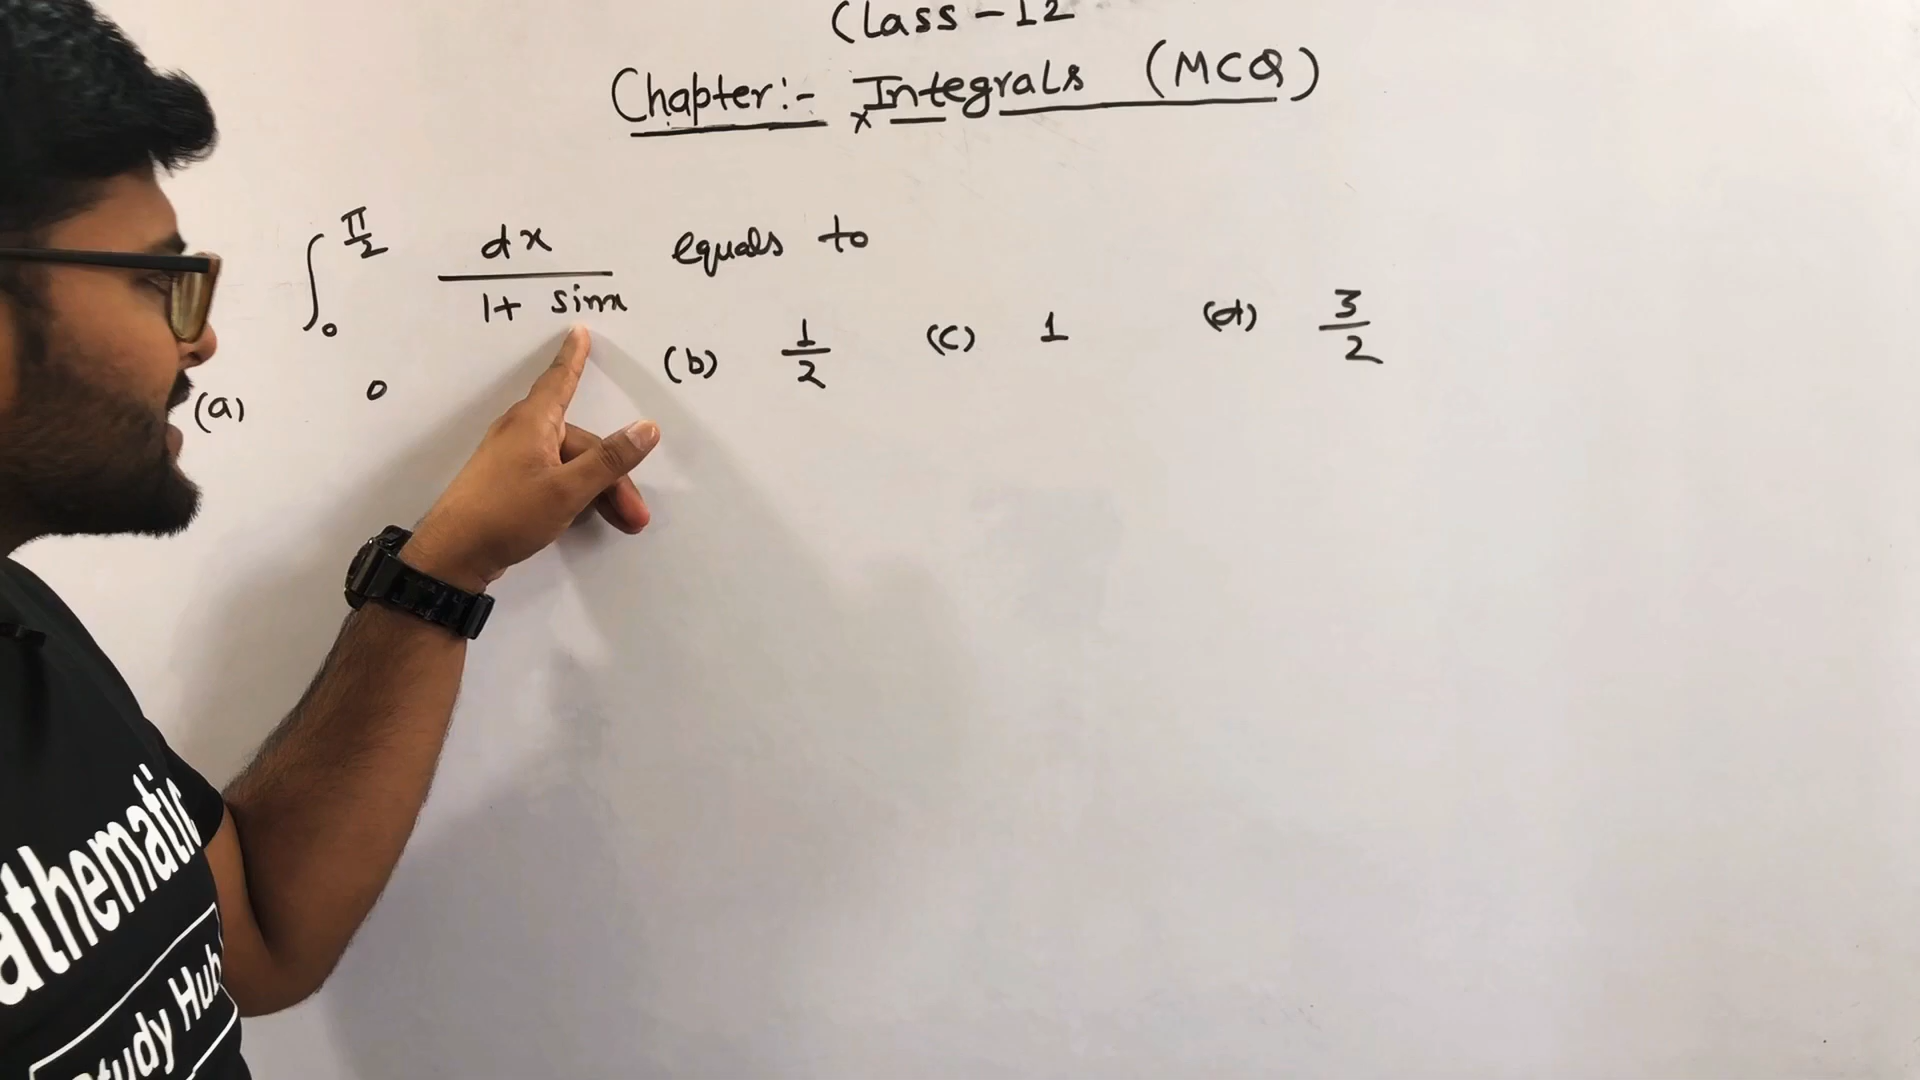 Class - 12
Chapter:- Integrals (MCQ)
x
∫₀^(π/2) dx / (1 + sinx) equals to
(a) 0 (b) 1/2 (c) 1 (d) 3/2
athematic
Study Hub